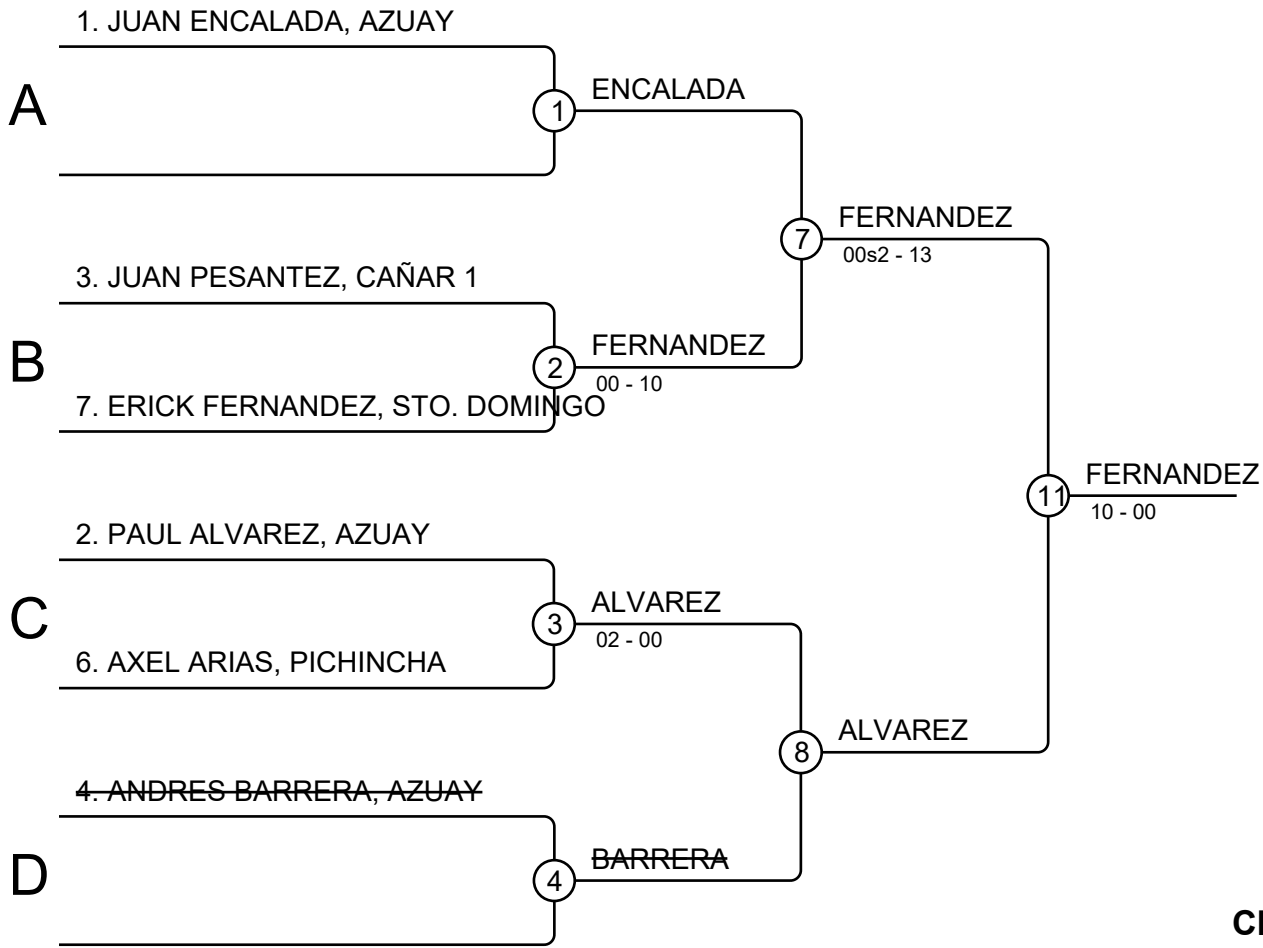 1. JUAN ENCALADA, AZUAY
A
1
ENCALADA
7
FERNANDEZ
00s2 - 13
3. JUAN PESANTEZ, CAÑAR 1
B
2
FERNANDEZ
00 - 10
7. ERICK FERNANDEZ, STO. DOMINGO
11
FERNANDEZ
10 - 00
2. PAUL ALVAREZ, AZUAY
C
3
ALVAREZ
02 - 00
6. AXEL ARIAS, PICHINCHA
8
ALVAREZ
4. ANDRES BARRERA, AZUAY
D
4
BARRERA